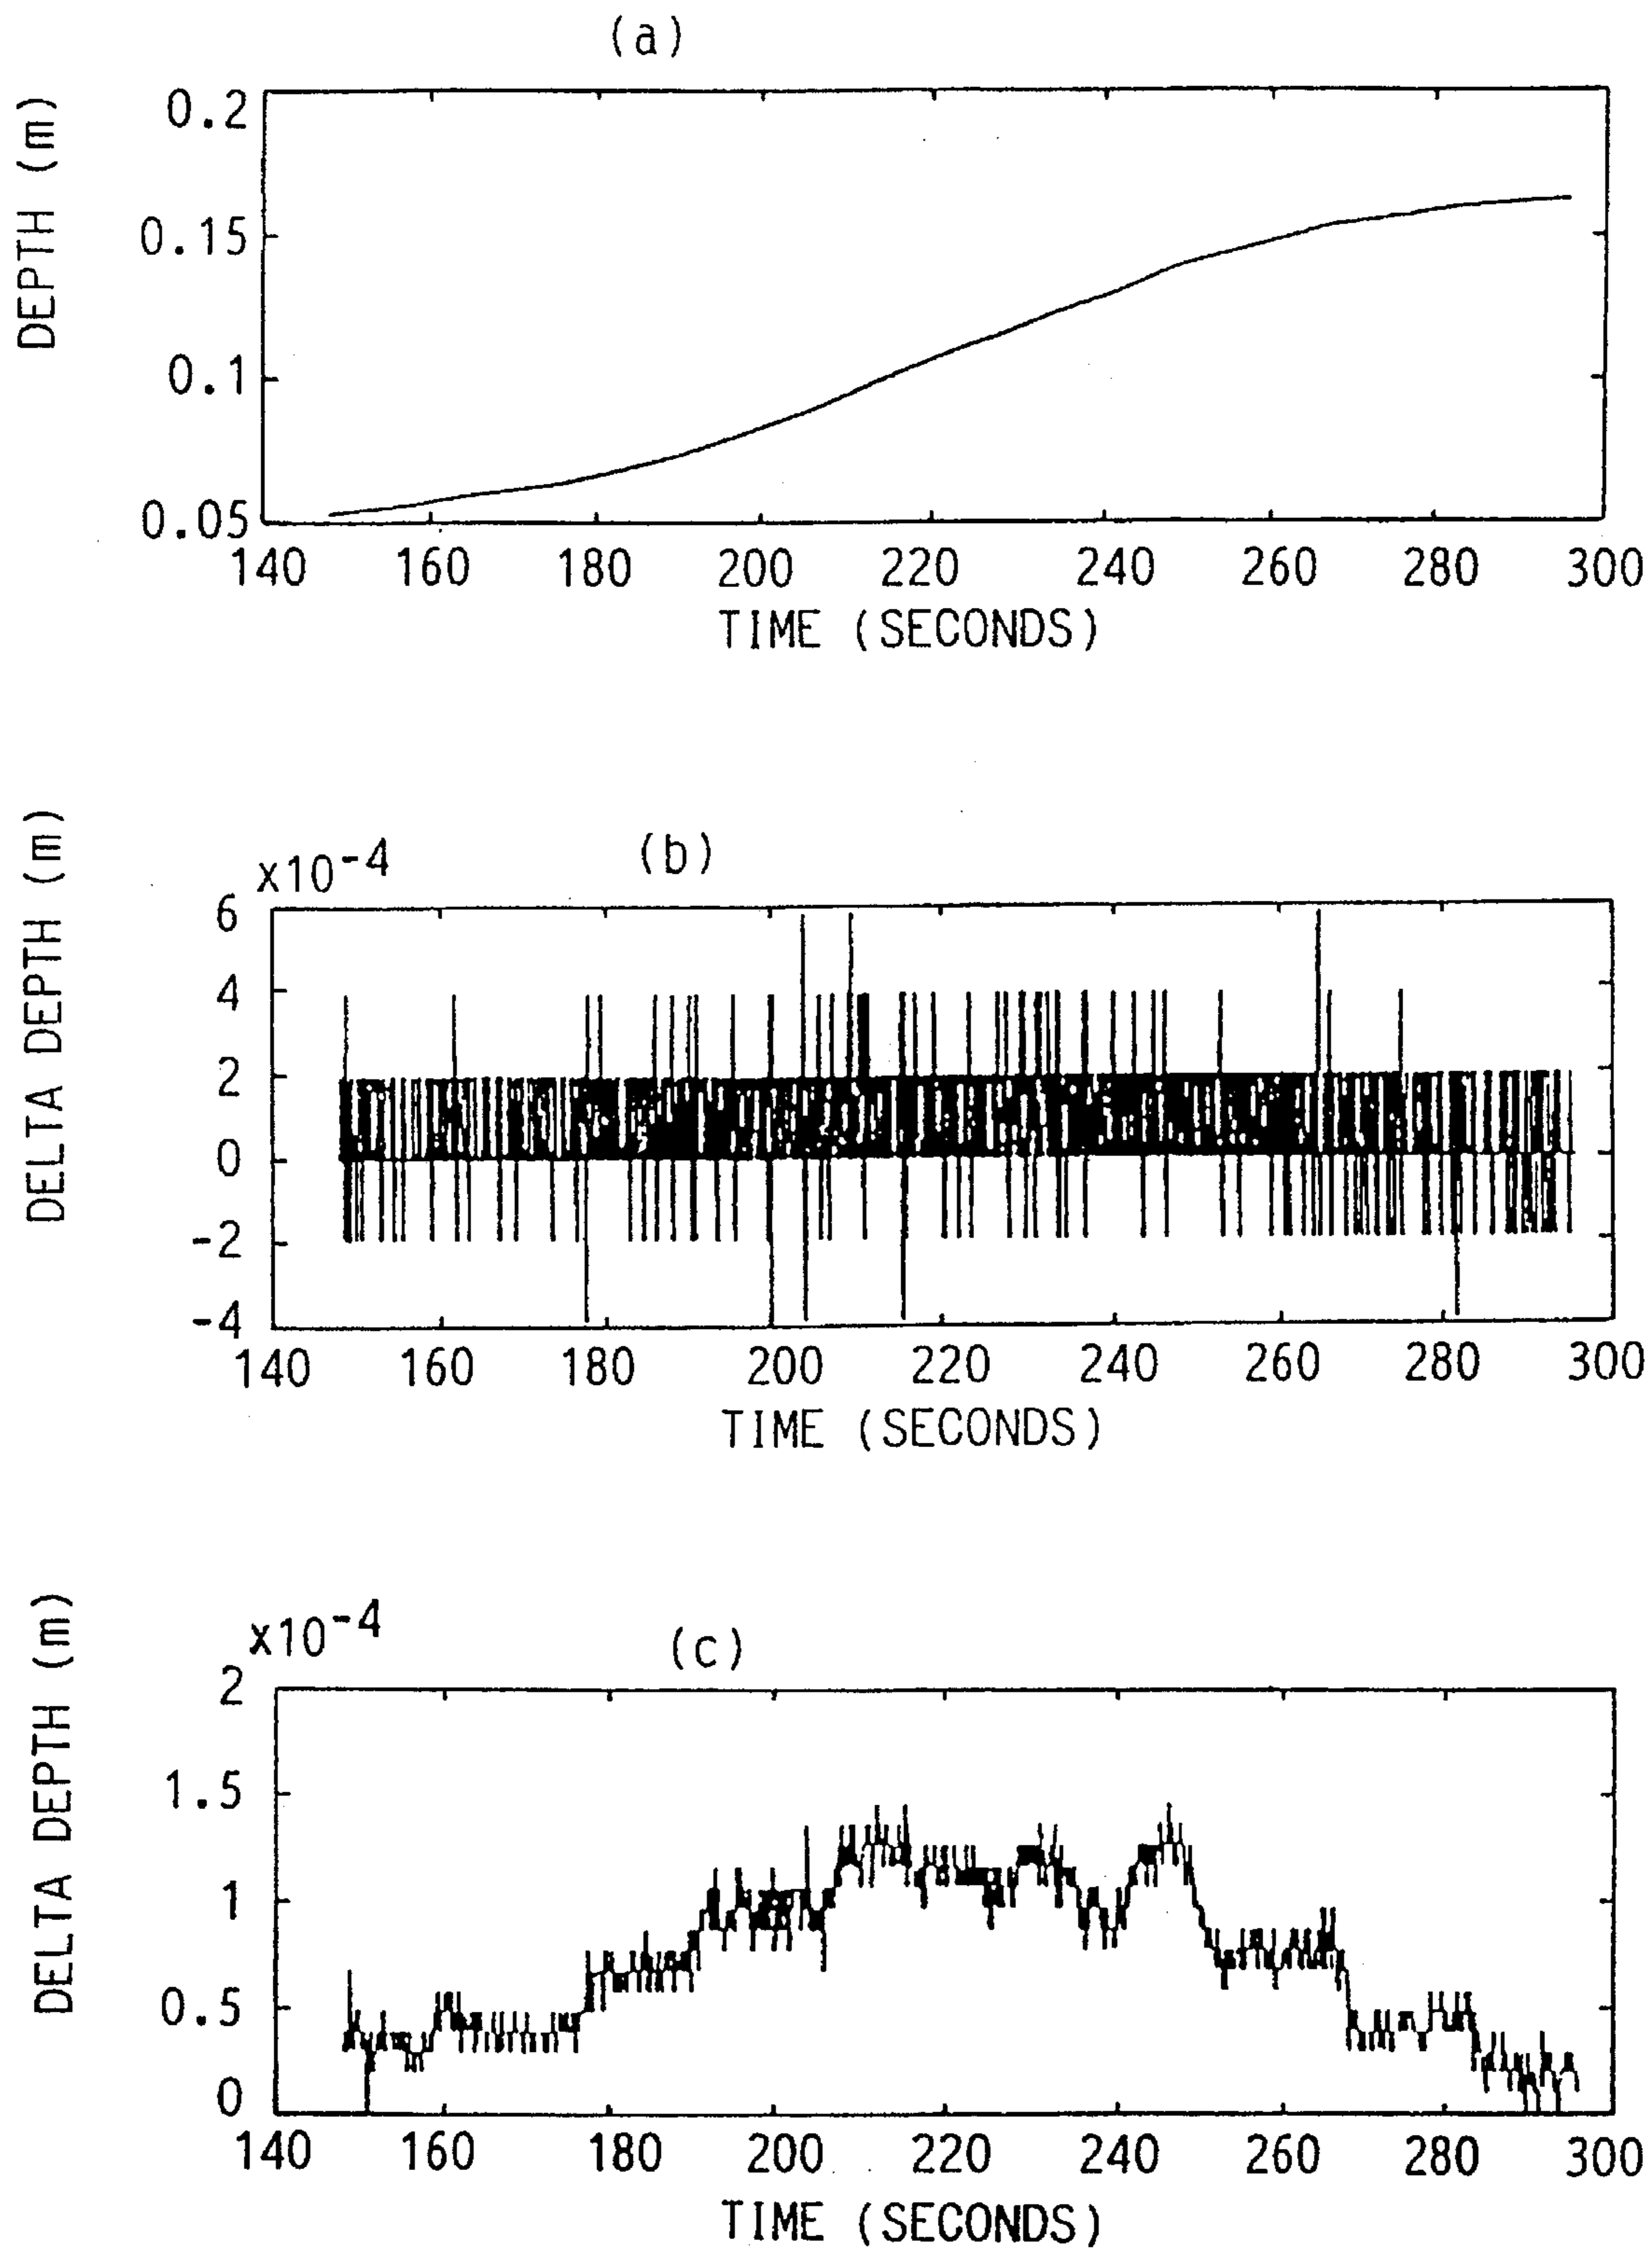 (a)
DEPTH (m)
0.2
0.15
0.1
0.05
140 160 180 200 220 240 260 280 300
TIME (SECONDS)
(b)
x10-4
DELTA DEPTH (m)
6
4
2
0
-2
-4
140 160 180 200 220 240 260 280 300
TIME (SECONDS)
(c)
x10-4
DELTA DEPTH (m)
2
1.5
1
0.5
0
140 160 180 200 220 240 260 280 300
TIME (SECONDS)